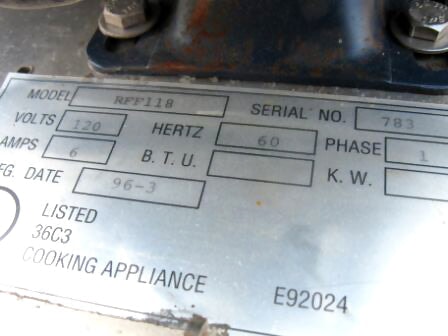 MODEL RFF118 SERIAL NO. 783
VOLTS 120 HERTZ 60 PHASE 1
AMPS 6 B.T.U. K.W.
FG. DATE 96-3
LISTED
36C3
COOKING APPLIANCE E92024